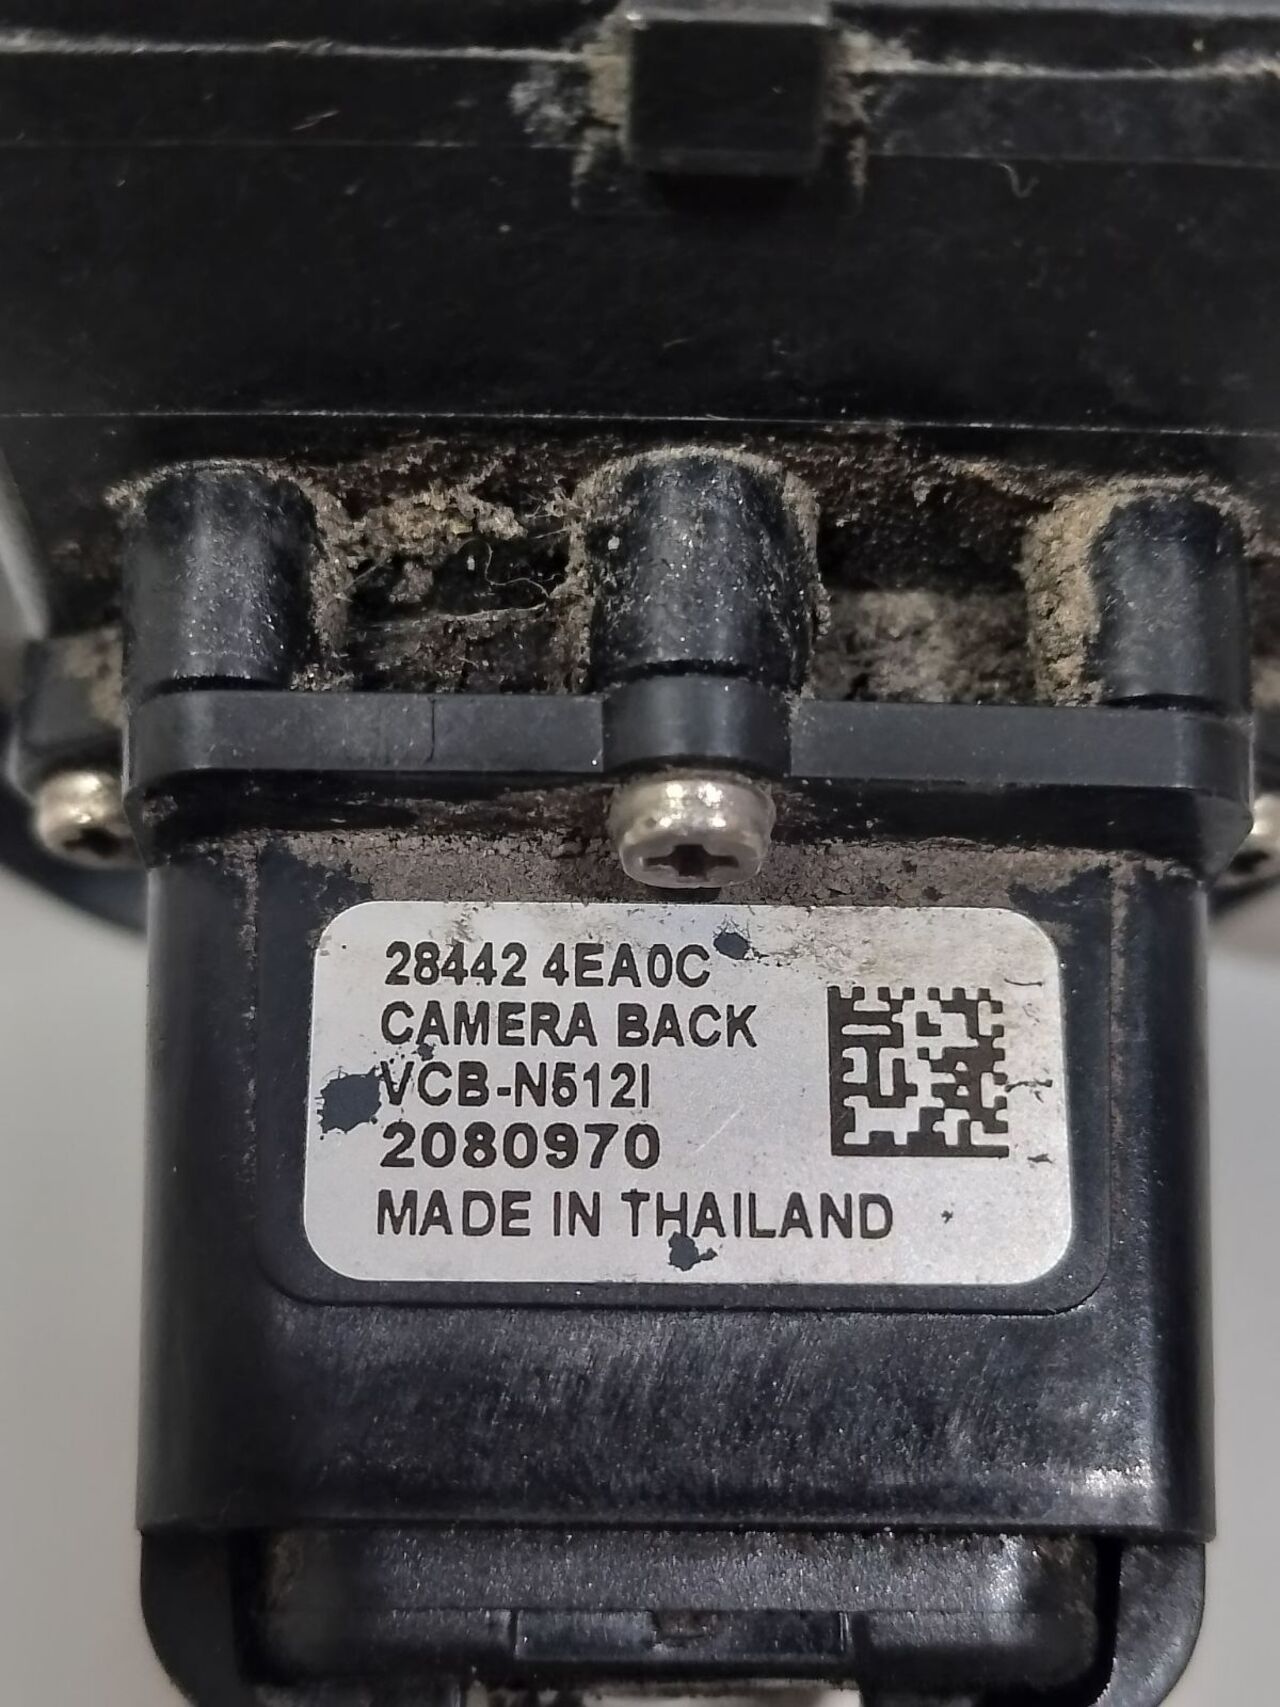 28442 4EA0C
CAMERA BACK
VCB-N512I
2080970
MADE IN THAILAND